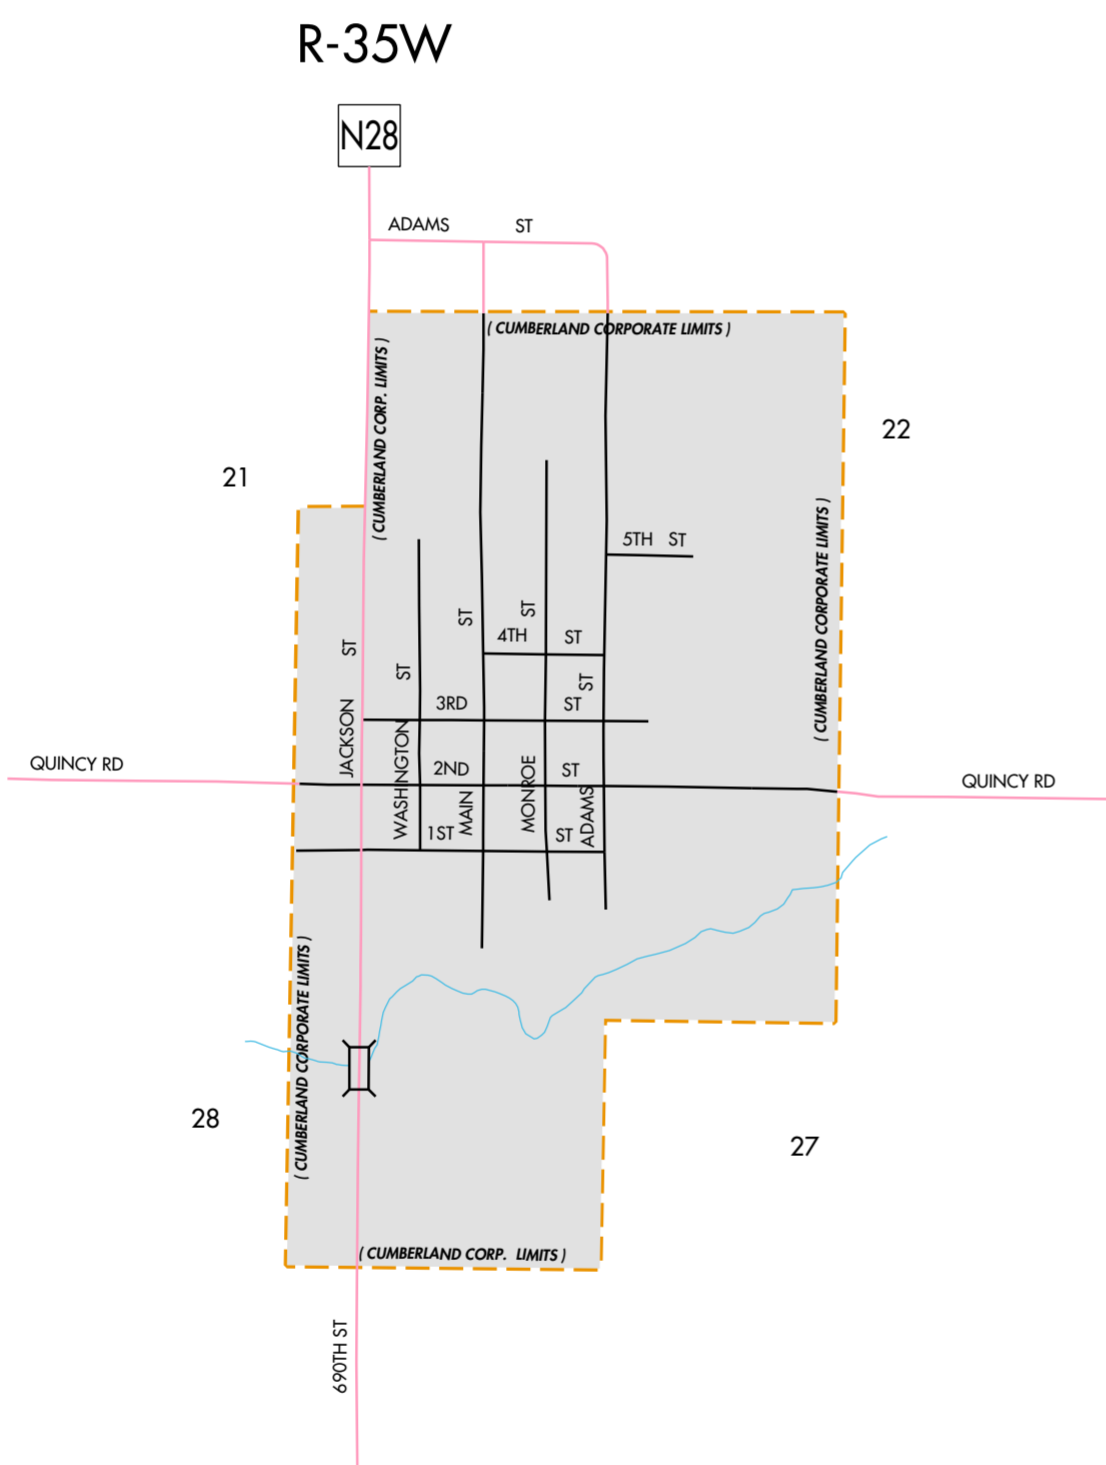 R-35W
N28
ADAMS ST
( CUMBERLAND CORPORATE LIMITS )
( CUMBERLAND CORP. LIMITS )
22
21
( CUMBERLAND CORPORATE LIMITS )
5TH ST
4TH ST
3RD ST
JACKSON ST
WASHINGTON ST
MAIN ST
MONROE ST
ADAMS ST
QUINCY RD
2ND ST
QUINCY RD
1ST ST
( CUMBERLAND CORPORATE LIMITS )
28
27
( CUMBERLAND CORP. LIMITS )
690TH ST